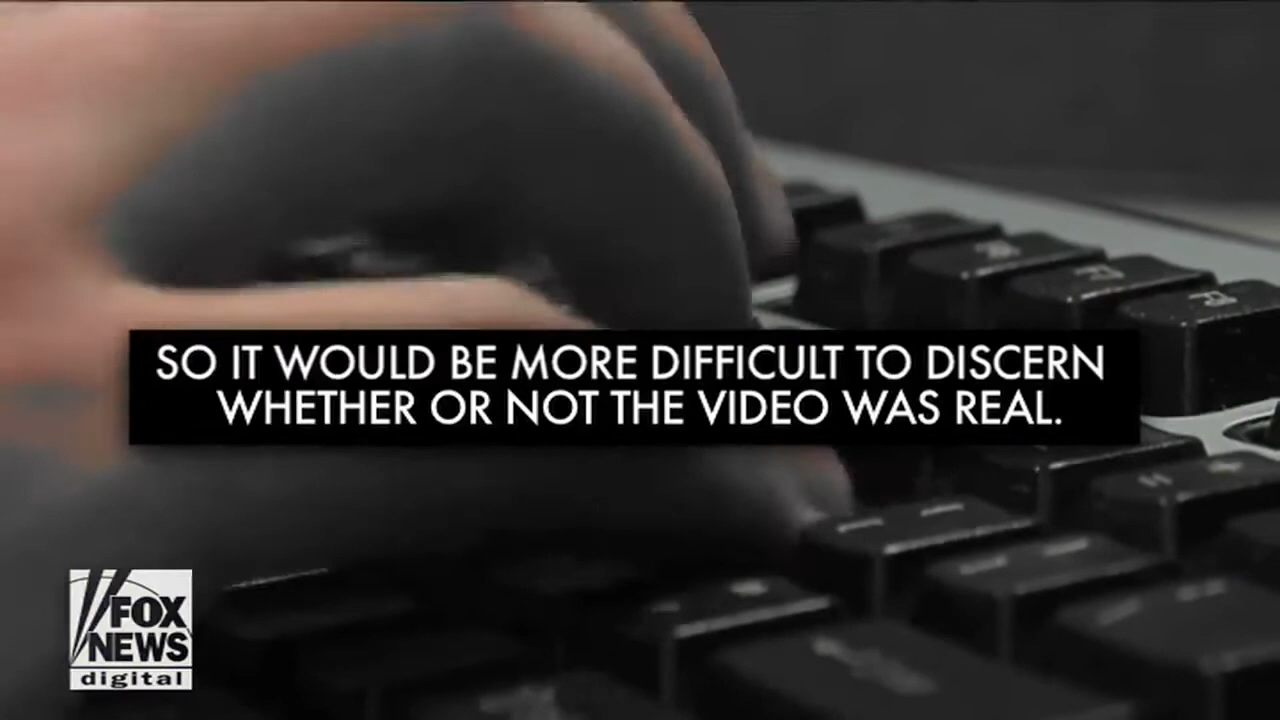 SO IT WOULD BE MORE DIFFICULT TO DISCERN
WHETHER OR NOT THE VIDEO WAS REAL.
FOX
NEWS
digital